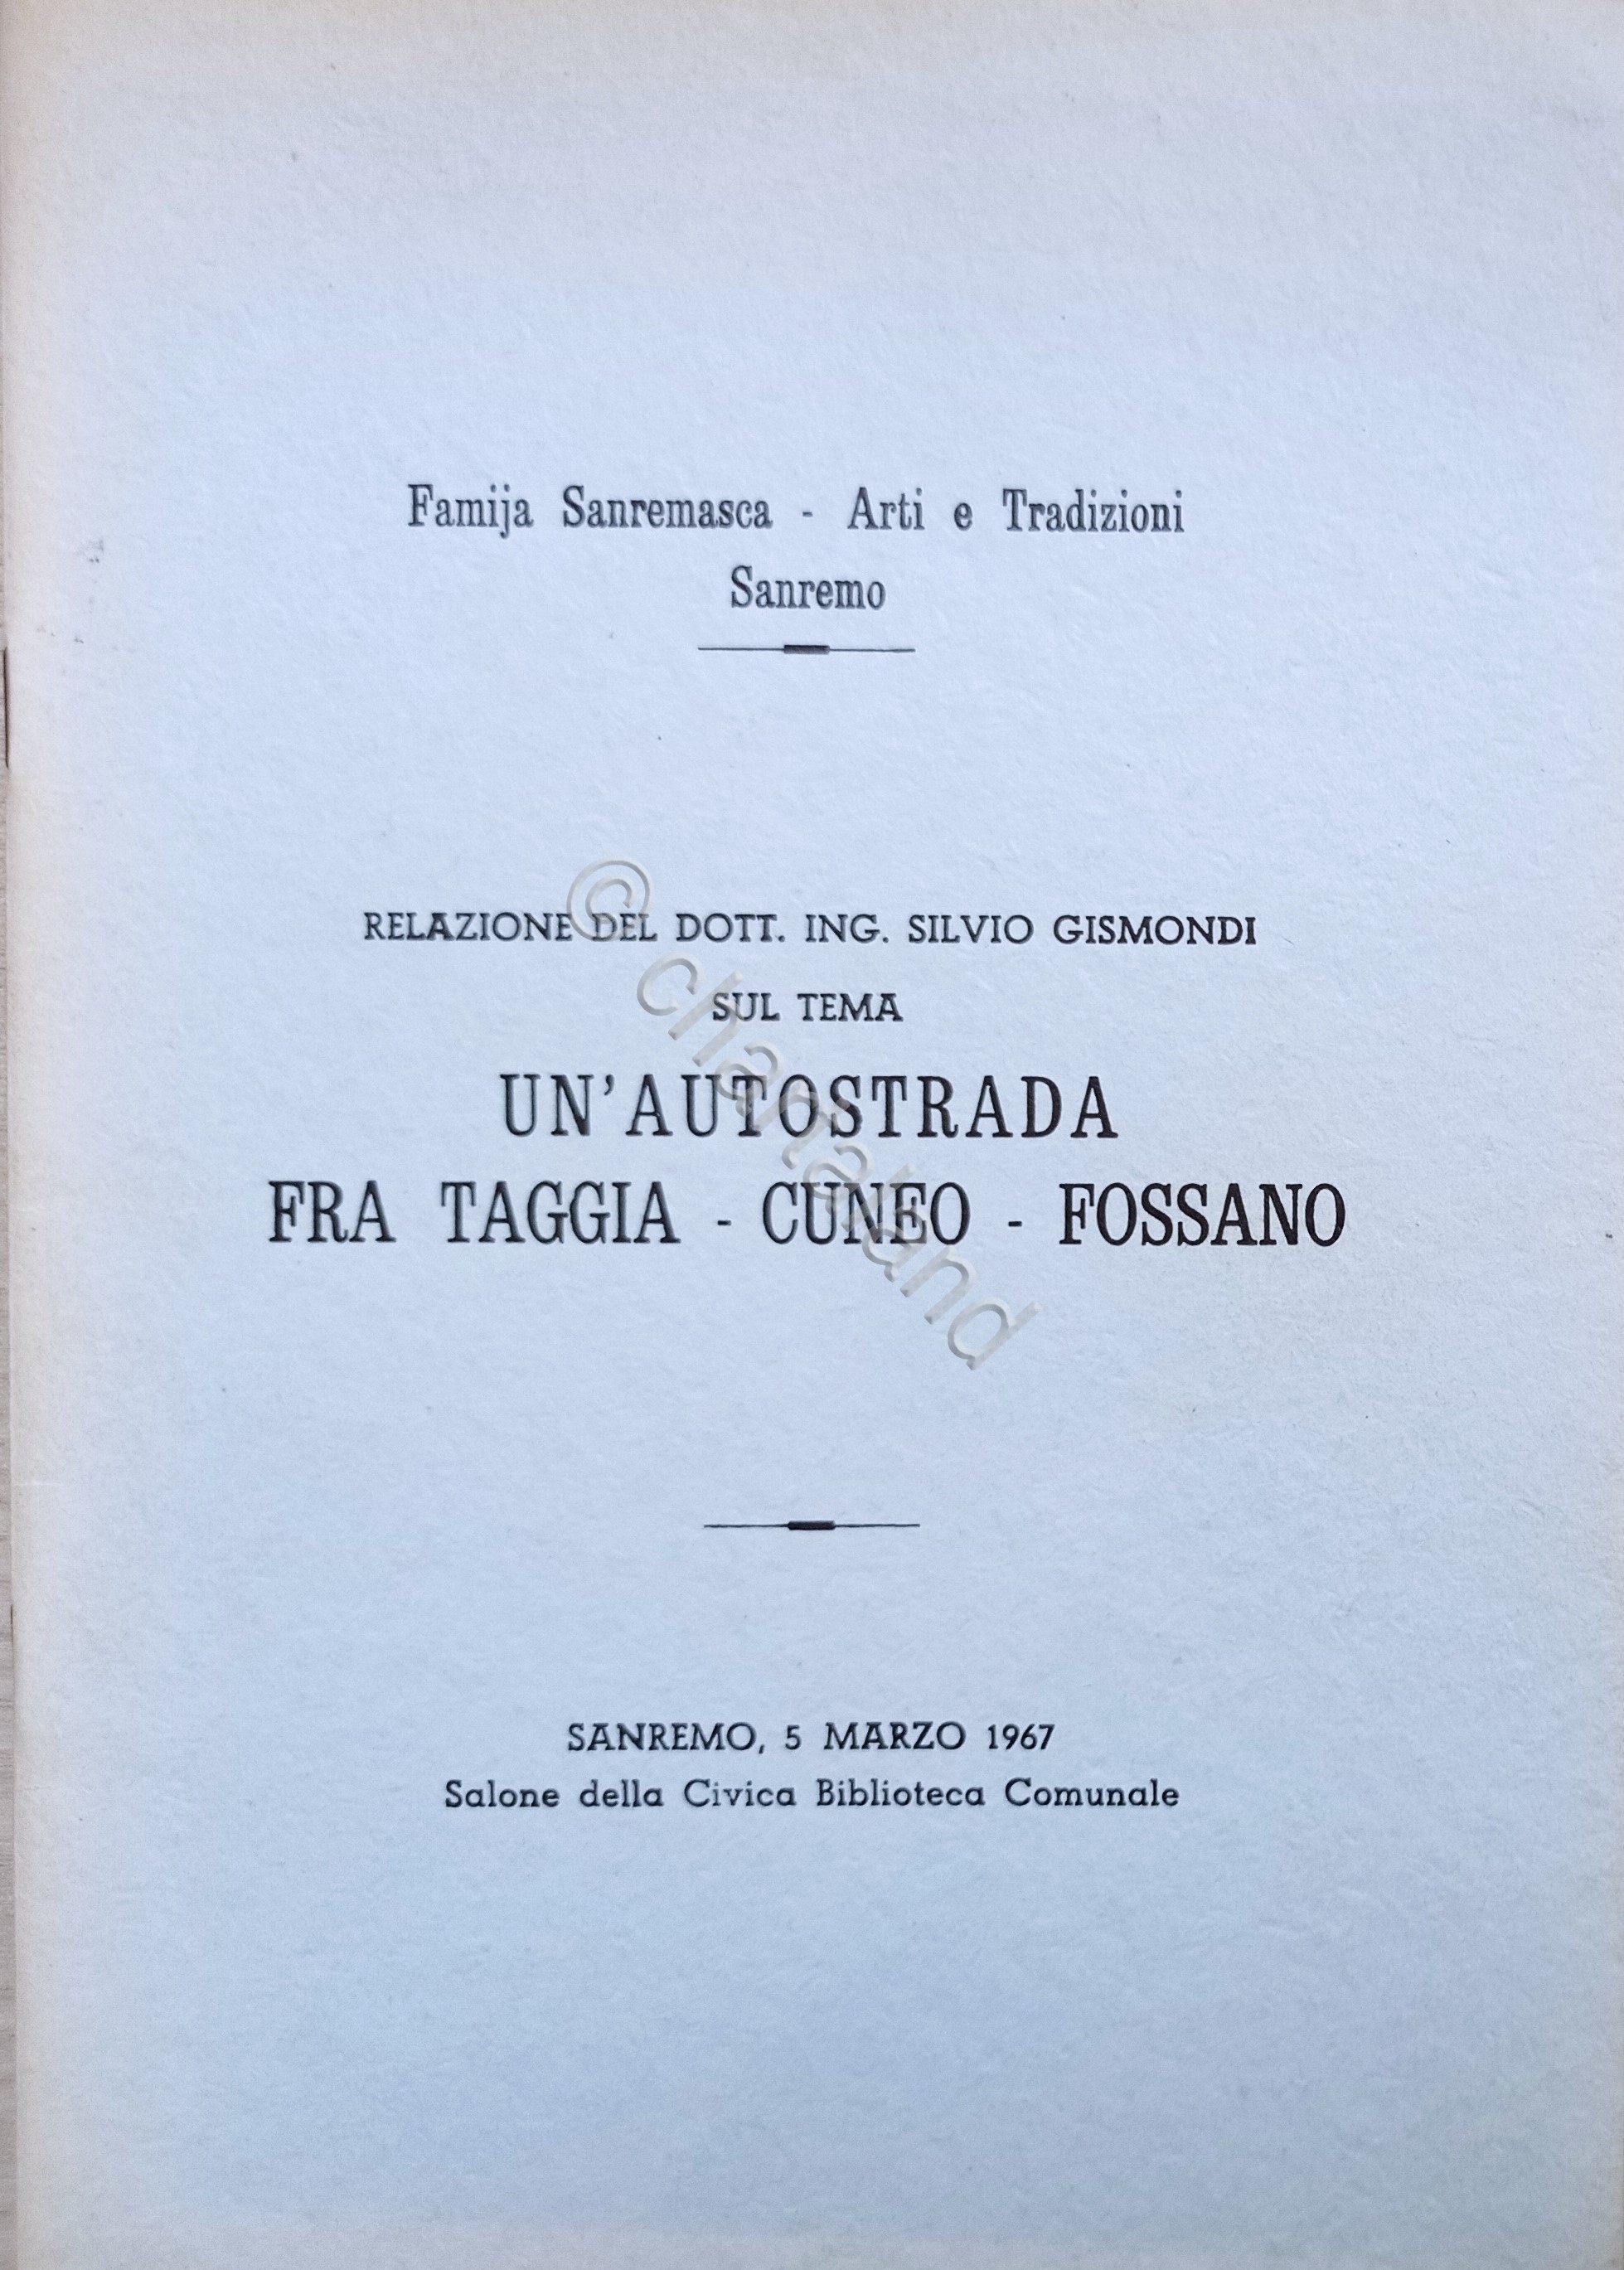 Famija Sanremasca - Arti e Tradizioni
Sanremo
RELAZIONE DEL DOTT. ING. SILVIO GISMONDI
SUL TEMA
UN'AUTOSTRADA
FRA TAGGIA - CUNEO - FOSSANO
© chartaland
SANREMO, 5 MARZO 1967
Salone della Civica Biblioteca Comunale